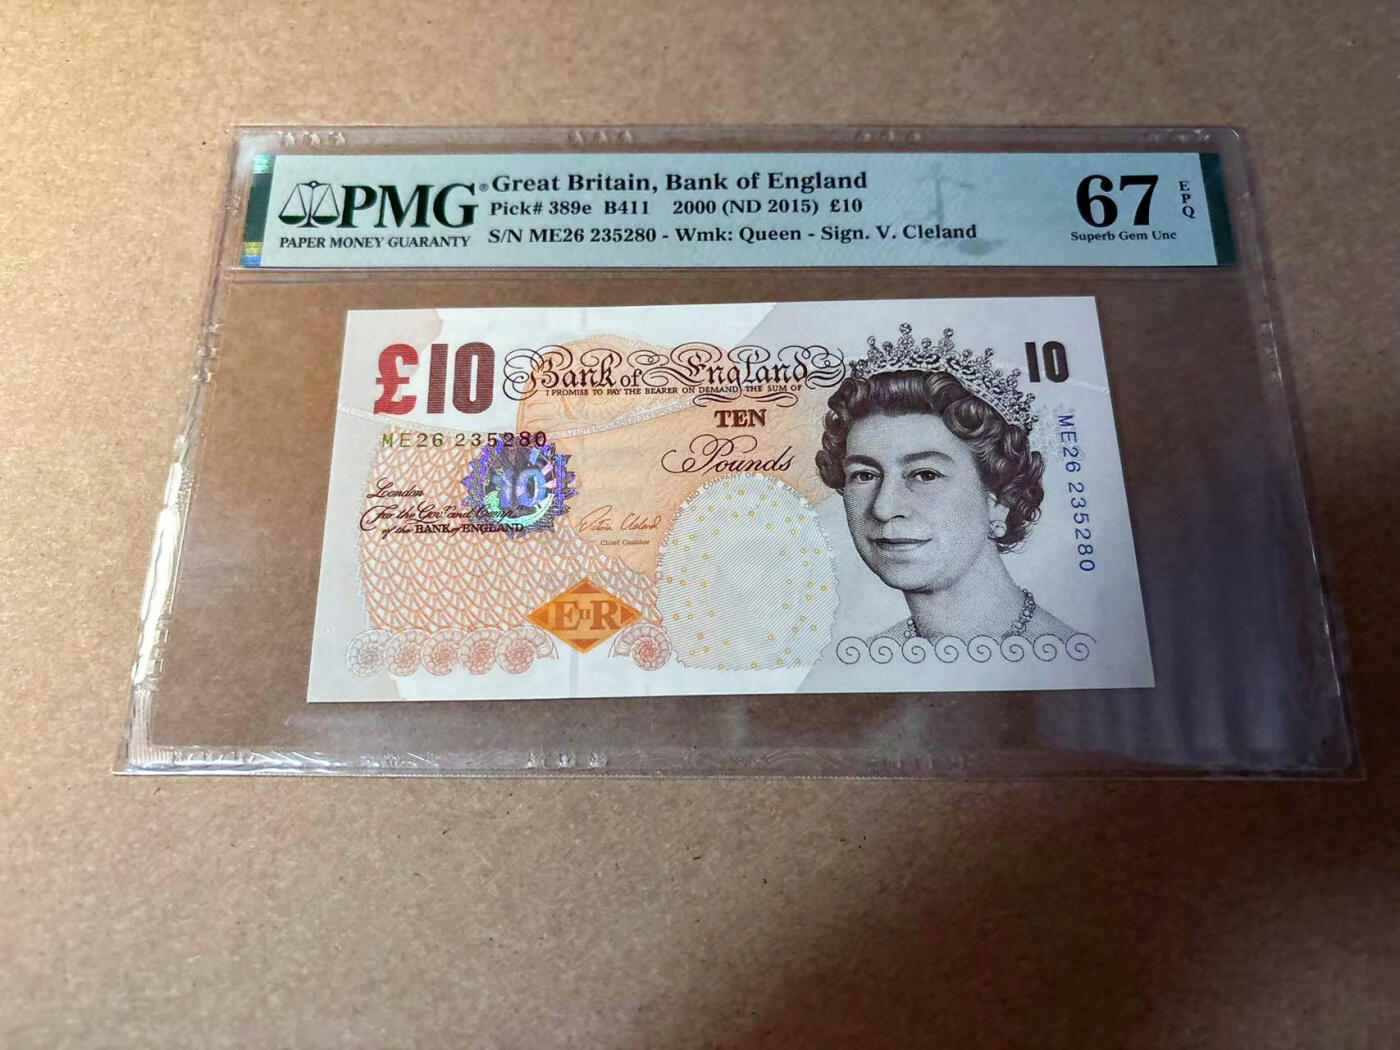 PMG®
PAPER MONEY GUARANTY
Great Britain, Bank of England
Pick# 389e B411 2000 (ND 2015) £10
S/N ME26 235280 - Wmk: Queen - Sign. V. Cleland
67
EPQ
Superb Gem Unc
£10
Bank of England
I PROMISE TO PAY THE BEARER ON DEMAND THE SUM OF
TEN
Pounds
10
ME26 235280
ME26 235280
10
London
For the Govr. and Compa.
of the BANK of ENGLAND
Chief Cashier
EIIR